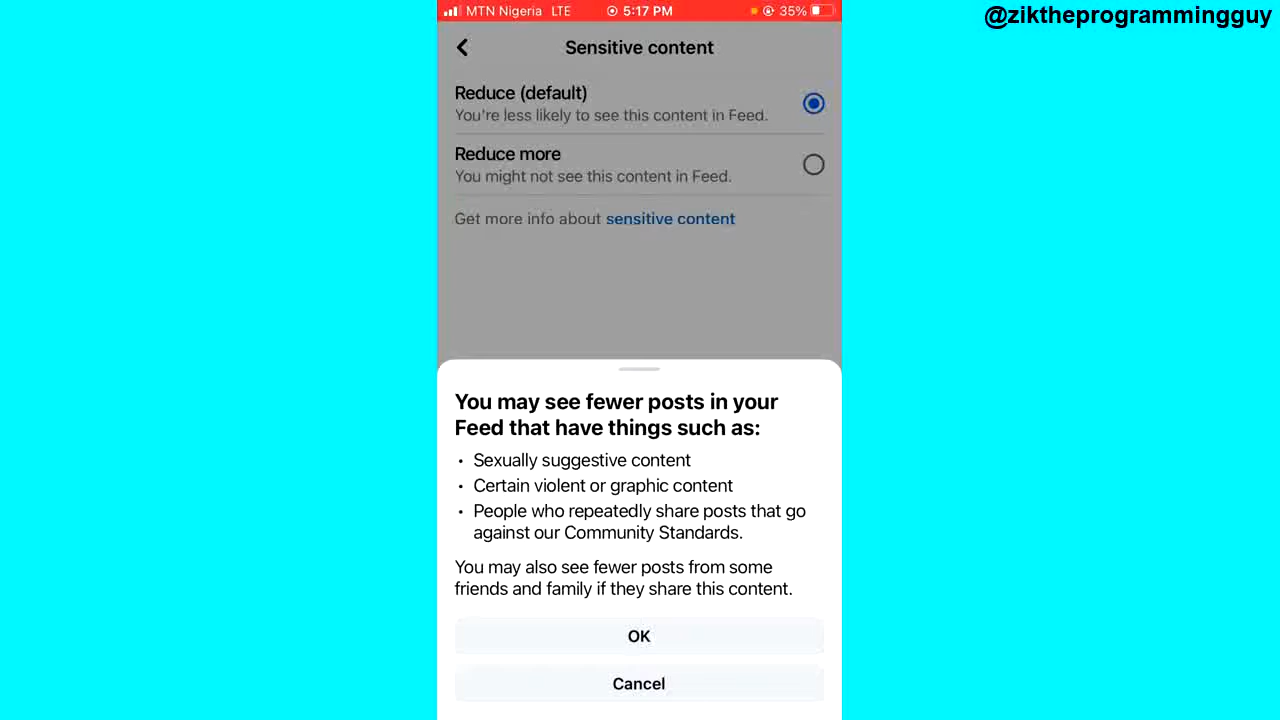 MTN Nigeria LTE 5:17 PM 35%
@ziktheprogrammingguy
Sensitive content
Reduce (default)
You're less likely to see this content in Feed.
Reduce more
You might not see this content in Feed.
Get more info about sensitive content
You may see fewer posts in your
Feed that have things such as:
• Sexually suggestive content
• Certain violent or graphic content
• People who repeatedly share posts that go
against our Community Standards.
You may also see fewer posts from some
friends and family if they share this content.
OK
Cancel